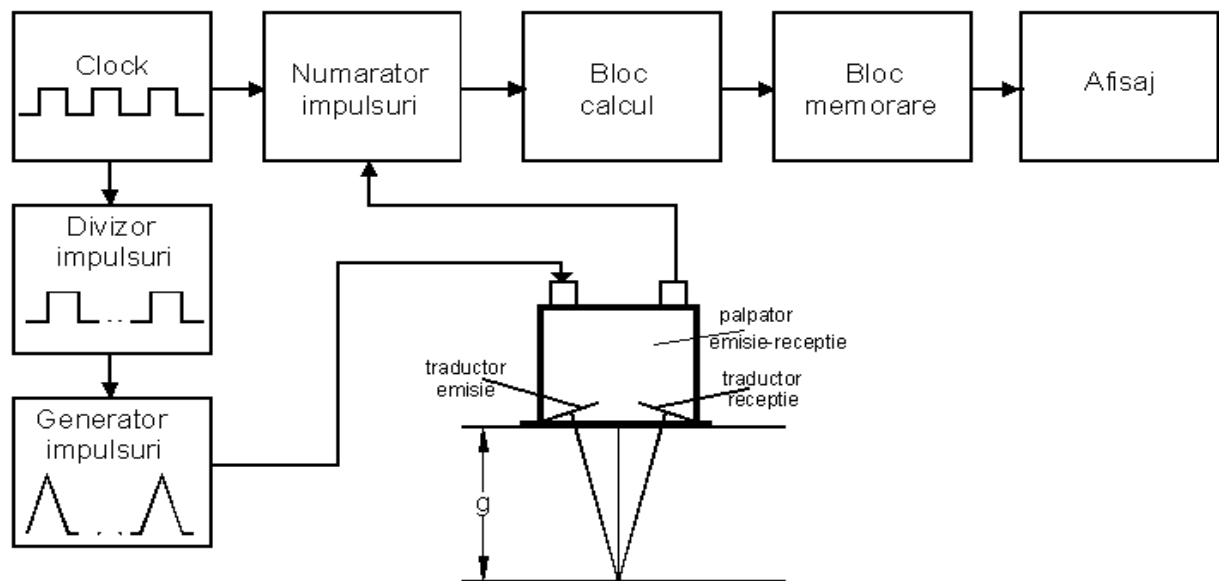 Clock
Numarator
impulsuri
Bloc
calcul
Bloc
memorare
Afisaj
Divizor
impulsuri
palpator
emisie-receptie
traductor
emisie
traductor
receptie
Generator
impulsuri
g